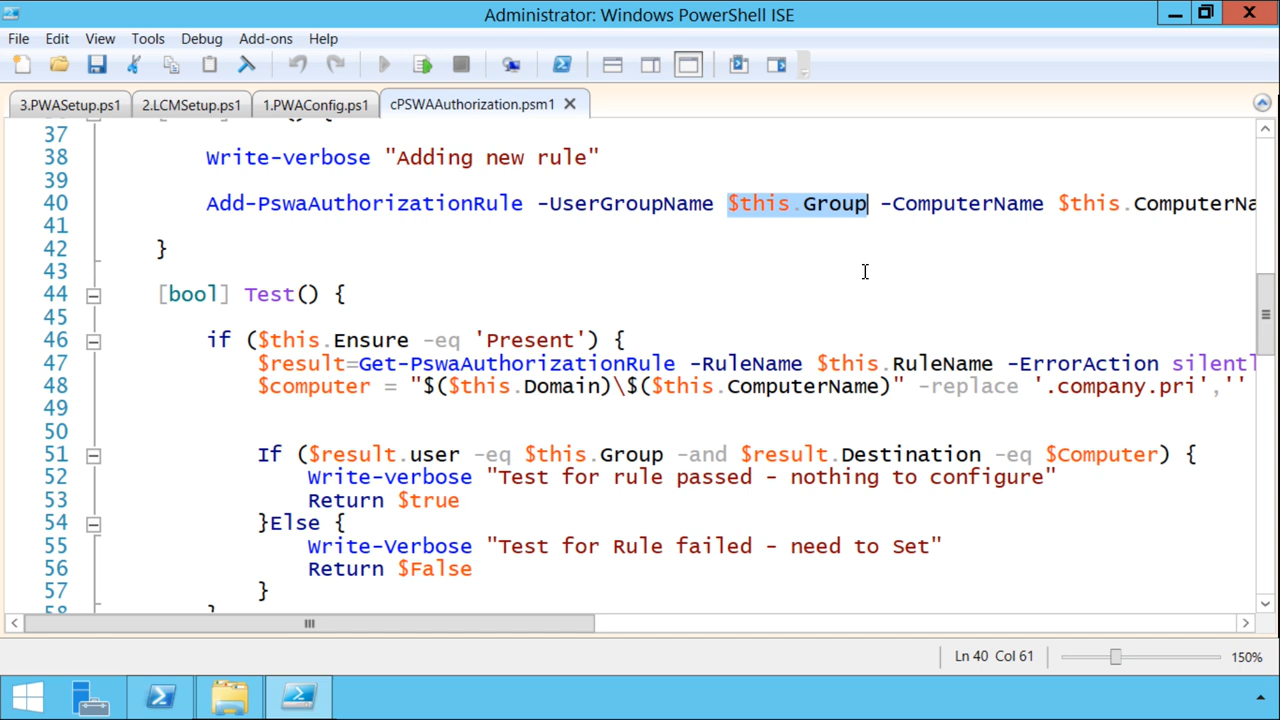 Administrator: Windows PowerShell ISE
File Edit View Tools Debug Add-ons Help
3.PWASetup.ps1 2.LCMSetup.ps1 1.PWAConfig.ps1 cPSWAAuthorization.psm1
37
38 Write-verbose "Adding new rule"
39
40 Add-PswaAuthorizationRule -UserGroupName $this.Group -ComputerName $this.ComputerNa
41
42 }
43
44 [bool] Test() {
45
46 if ($this.Ensure -eq 'Present') {
47 $result=Get-PswaAuthorizationRule -RuleName $this.RuleName -ErrorAction silentl
48 $computer = "$($this.Domain)\$($this.ComputerName)" -replace '.company.pri',''
49
50
51 If ($result.user -eq $this.Group -and $result.Destination -eq $Computer) {
52 Write-verbose "Test for rule passed - nothing to configure"
53 Return $true
54 }Else {
55 Write-Verbose "Test for Rule failed - need to Set"
56 Return $False
57 }
58 }
Ln 40 Col 61 150%